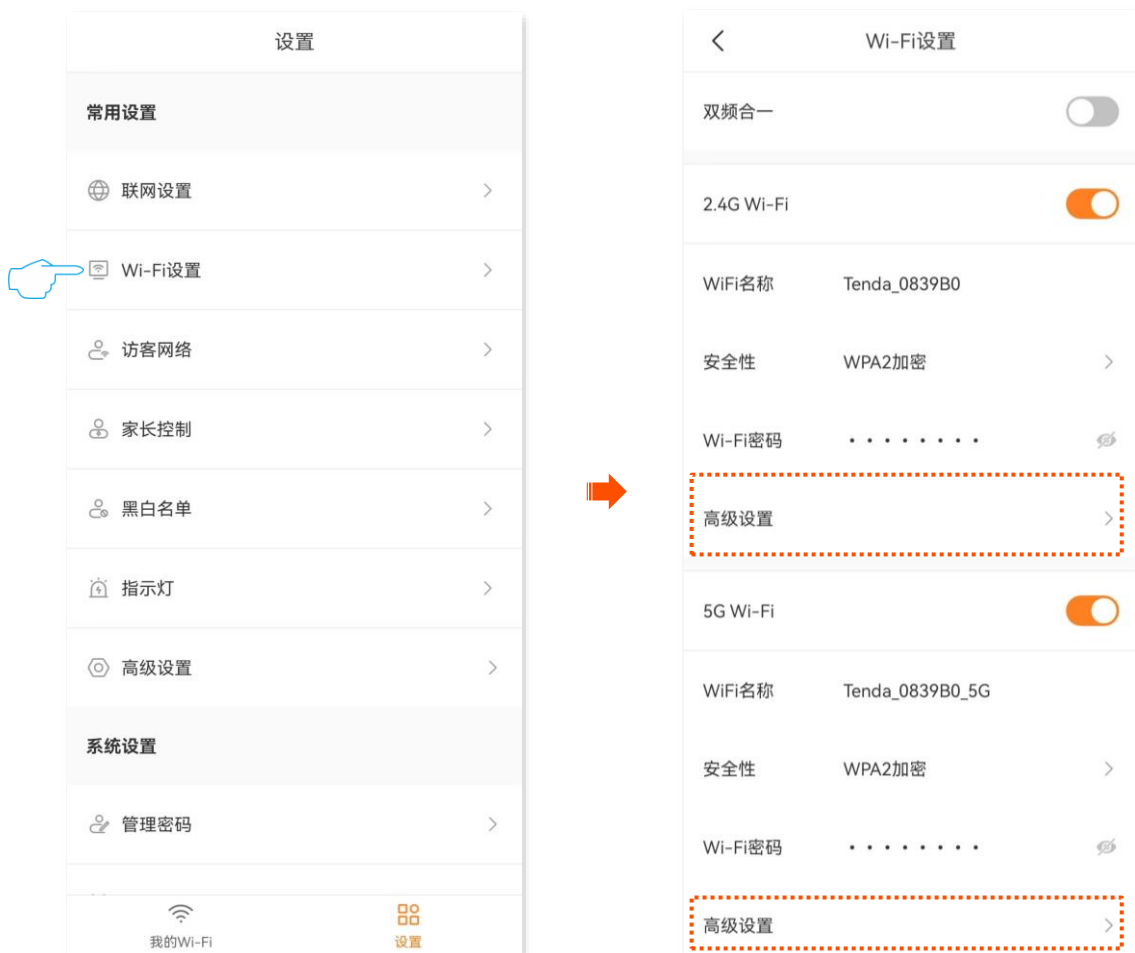 设置
常用设置
联网设置
Wi-Fi设置
访客网络
家长控制
黑白名单
指示灯
高级设置
系统设置
管理密码
我的Wi-Fi
设置
Wi-Fi设置
双频合一
2.4G Wi-Fi
WiFi名称 Tenda_0839B0
安全性 WPA2加密
Wi-Fi密码 ········
高级设置
5G Wi-Fi
WiFi名称 Tenda_0839B0_5G
安全性 WPA2加密
Wi-Fi密码 ········
高级设置